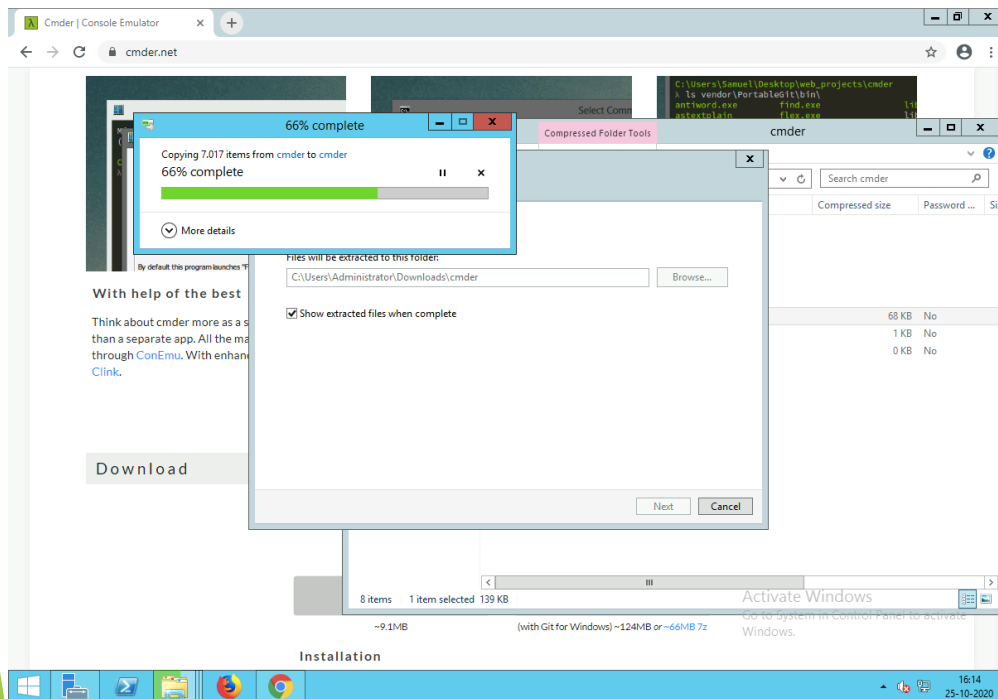 Cmder | Console Emulator
cmder.net
C:\Users\Samuel\Desktop\web_projects\cmder
λ ls vendor\PortableGit\bin\
antiword.exe find.exe
astextplain flex.exe
Select Comm
66% complete
Compressed Folder Tools
cmder
Copying 7.017 items from cmder to cmder
66% complete
Search cmder
Compressed size Password ... Si
More details
Files will be extracted to this folder:
By default this program launches "F
C:\Users\Administrator\Downloads\cmder
Browse...
With help of the best
Show extracted files when complete
Think about cmder more as a s
than a separate app. All the ma
through ConEmu. With enhan
Clink.
68 KB No
1 KB No
0 KB No
Download
Next
Cancel
8 items 1 item selected 139 KB
Activate Windows
Go to System in Control Panel to activate
Windows.
~9.1MB (with Git for Windows) ~124MB or ~66MB 7z
Installation
16:14
25-10-2020